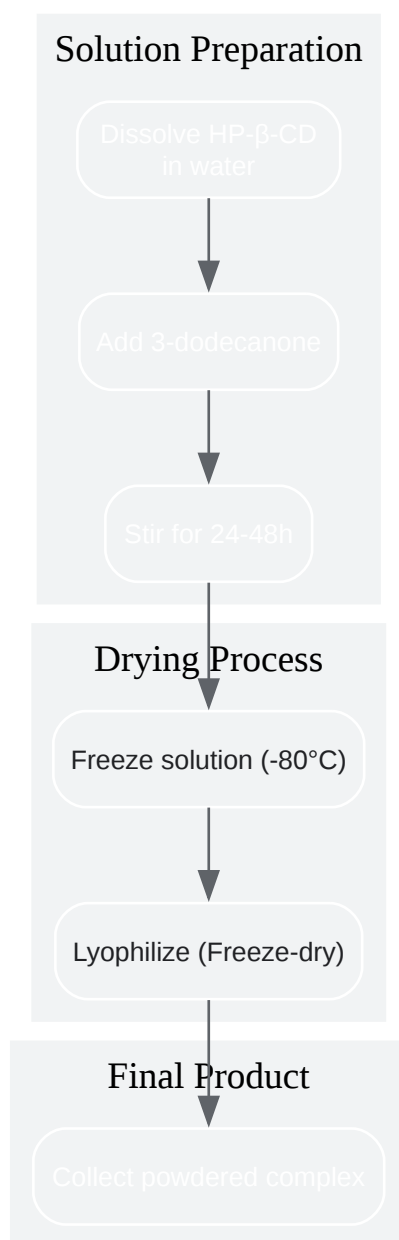 Solution Preparation
Dissolve HP-β-CD
in water
Add 3-dodecanone
Stir for 24-48h
Drying Process
Freeze solution (-80°C)
Lyophilize (Freeze-dry)
Final Product
Collect powdered complex